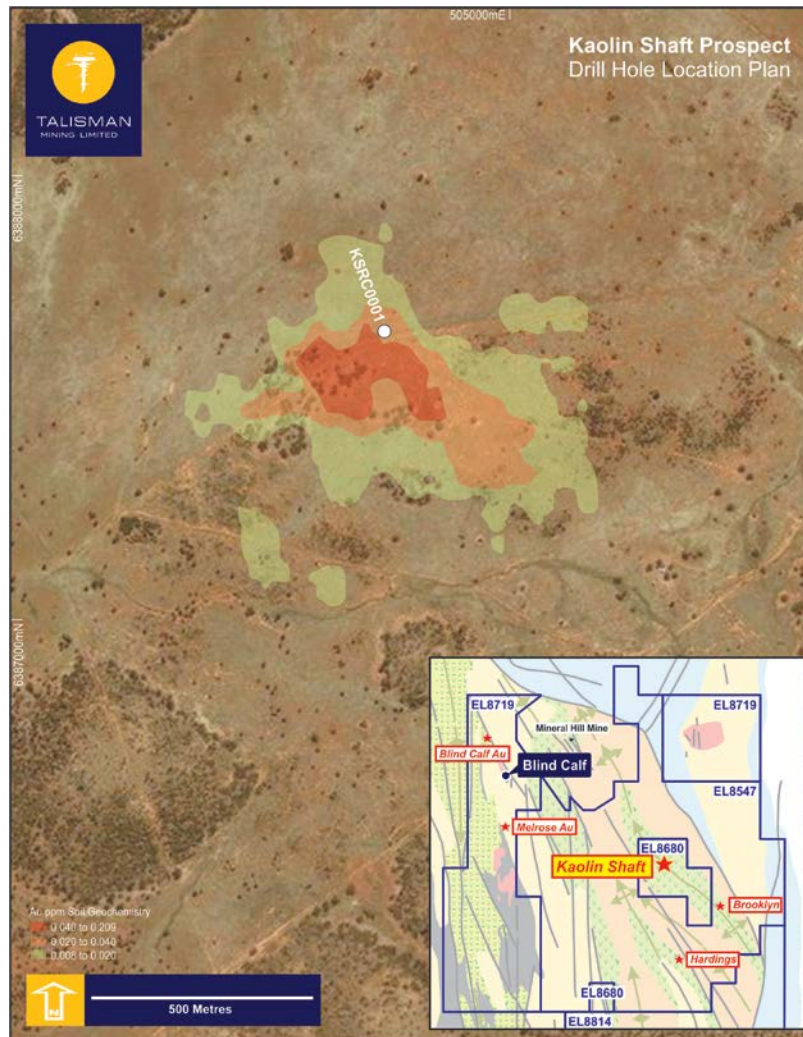 505000mE
Kaolin Shaft Prospect
Drill Hole Location Plan
TALISMAN
MINING LIMITED
6388000mN
KSRC0001
6387000mN
EL8719
EL8719
Mineral Hill Mine
Blind Calf Au
Blind Calf
EL8547
Melrose Au
EL8680
Kaolin Shaft
Brooklyn
Hardings
EL8680
EL8814
Au ppm Soil Geochemistry
0.040 to 0.209
0.020 to 0.040
0.008 to 0.020
N
500 Metres